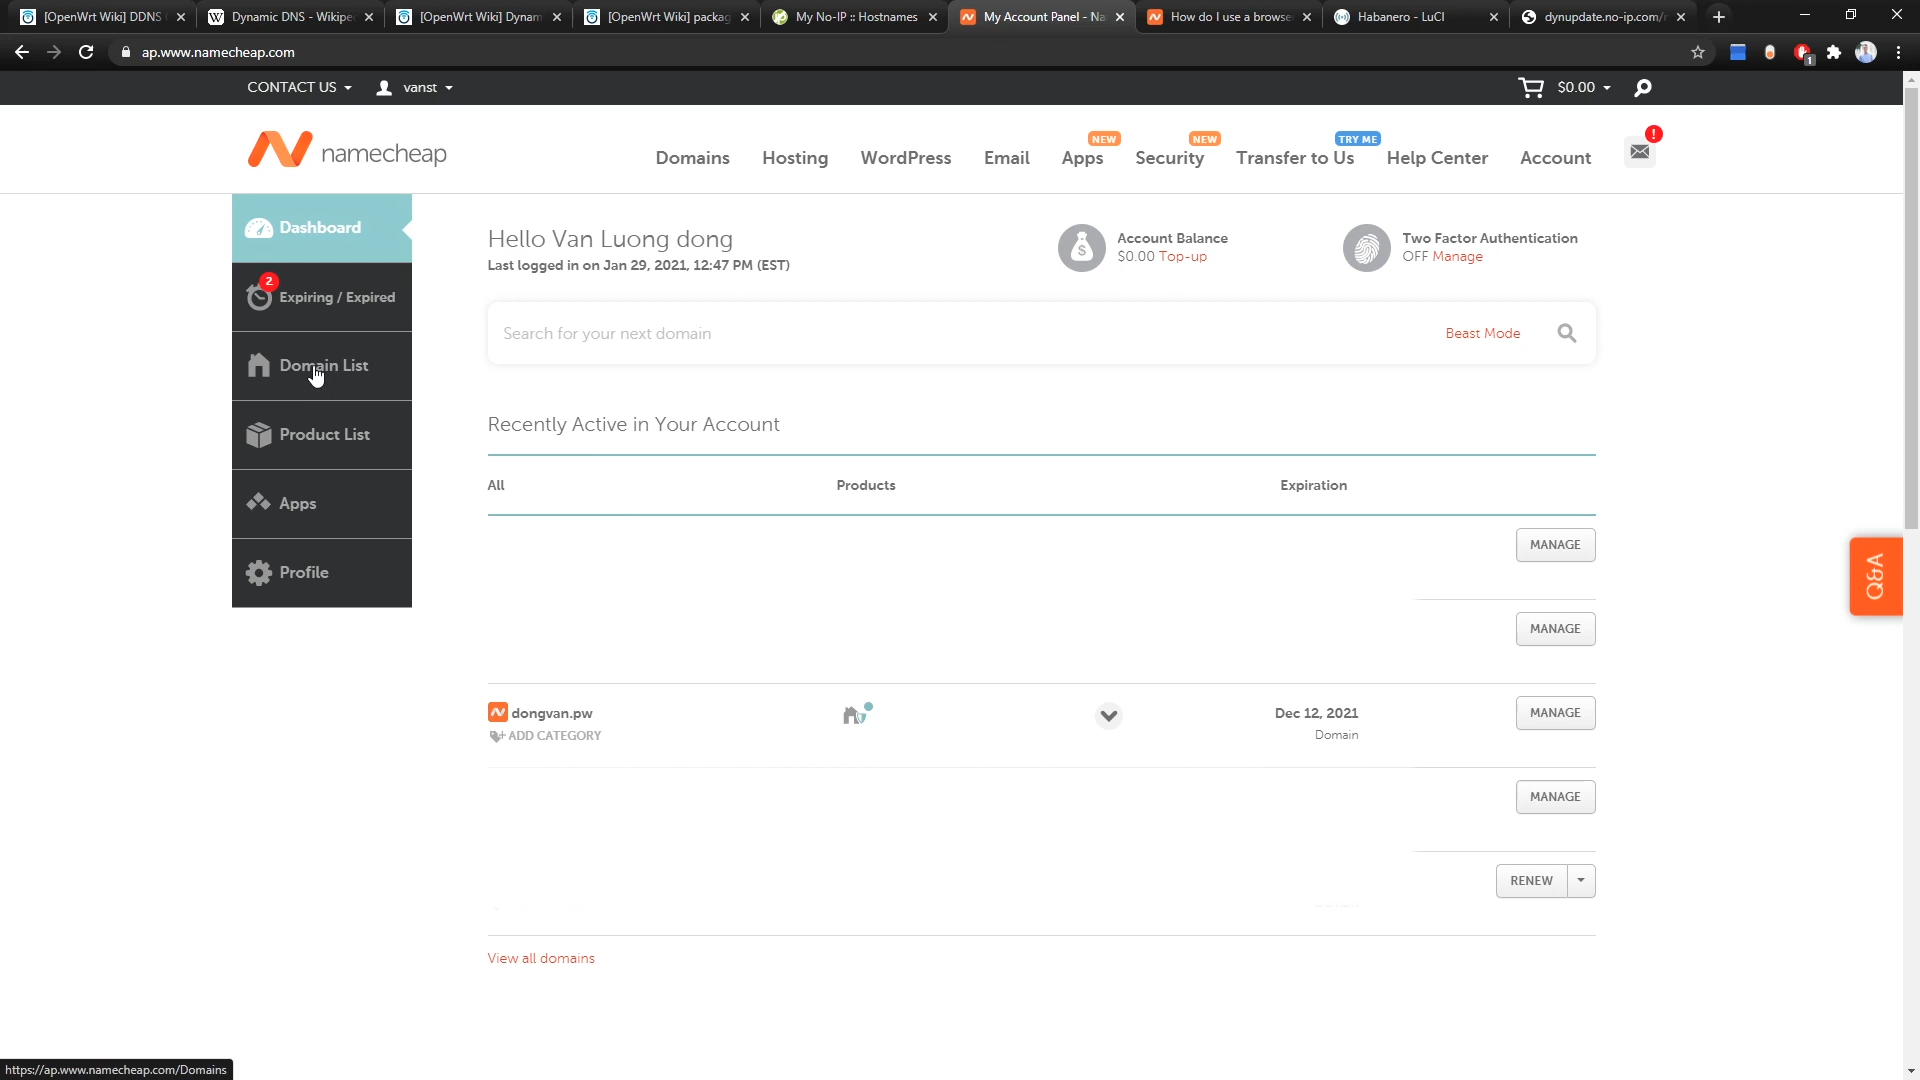 [OpenWrt Wiki] DDNS
Dynamic DNS - Wikipe
[OpenWrt Wiki] Dynam
[OpenWrt Wiki] packag
My No-IP :: Hostnames
My Account Panel - Na
How do I use a browse
Habanero - LuCI
dynupdate.no-ip.com/
ap.www.namecheap.com
1
CONTACT US
vanst
$0.00
namecheap
Domains
Hosting
WordPress
Email
NEW
Apps
NEW
Security
TRY ME
Transfer to Us
Help Center
Account
!
Dashboard
2
Expiring / Expired
Domain List
Product List
Apps
Profile
Hello Van Luong dong
Last logged in on Jan 29, 2021, 12:47 PM (EST)
$
Account Balance
$0.00 Top-up
Two Factor Authentication
OFF Manage
Search for your next domain
Beast Mode
Recently Active in Your Account
All
Products
Expiration
MANAGE
MANAGE
dongvan.pw
ADD CATEGORY
Dec 12, 2021
Domain
MANAGE
MANAGE
RENEW
View all domains
Q&A
https://ap.www.namecheap.com/Domains